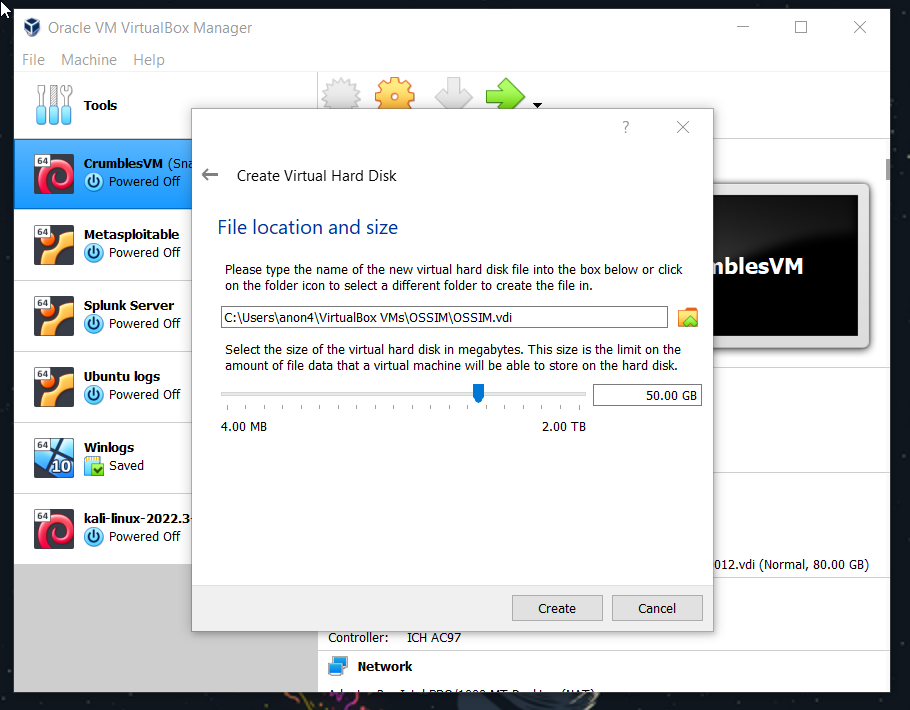 Oracle VM VirtualBox Manager
File Machine Help
Tools
64
CrumblesVM (Sna
Powered Off
64
Metasploitable
Powered Off
64
Splunk Server
Powered Off
64
Ubuntu logs
Powered Off
64
10
Winlogs
Saved
64
kali-linux-2022.3-
Powered Off
?
Create Virtual Hard Disk
File location and size
Please type the name of the new virtual hard disk file into the box below or click
on the folder icon to select a different folder to create the file in.
C:\Users\anon4\VirtualBox VMs\OSSIM\OSSIM.vdi
Select the size of the virtual hard disk in megabytes. This size is the limit on the
amount of file data that a virtual machine will be able to store on the hard disk.
50.00 GB
4.00 MB 2.00 TB
Create Cancel
mblesVM
012.vdi (Normal, 80.00 GB)
Controller: ICH AC97
Network